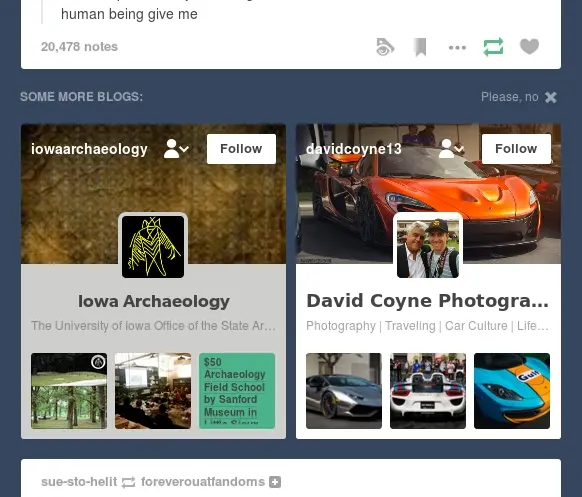 human being give me
20,478 notes
SOME MORE BLOGS:
Please, no
iowaarchaeology
Follow
davidcoyne13
Follow
Iowa Archaeology
The University of Iowa Office of the State Ar…
David Coyne Photogra…
Photography | Traveling | Car Culture | Life…
$50
Archaeology
Field School
by Sanford
Museum in
Gulf
sue-sto-helit
foreverouatfandoms